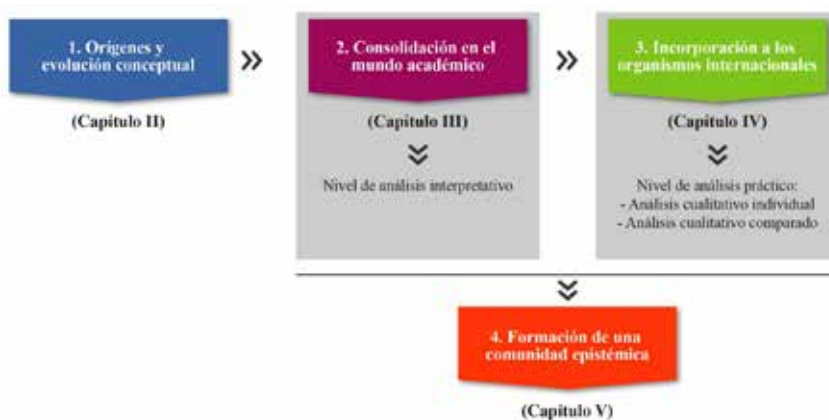 1. Orígenes y
evolución conceptual
(Capítulo II)
2. Consolidación en el
mundo académico
(Capítulo III)
Nivel de análisis interpretativo
3. Incorporación a los
organismos internacionales
(Capítulo IV)
Nivel de análisis práctico:
- Análisis cualitativo individual
- Análisis cualitativo comparado
4. Formación de una
comunidad epistémica
(Capítulo V)